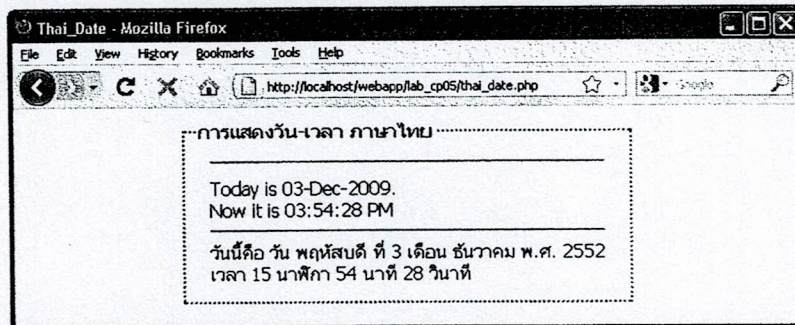 Thai_Date - Mozilla Firefox
File Edit View History Bookmarks Tools Help
http://localhost/webapp/lab_cp05/thai_date.php Google
การแสดงวัน-เวลา ภาษาไทย
Today is 03-Dec-2009.
Now it is 03:54:28 PM
วันนี้คือ วัน พฤหัสบดี ที่ 3 เดือน ธันวาคม พ.ศ. 2552
เวลา 15 นาฬิกา 54 นาที 28 วินาที